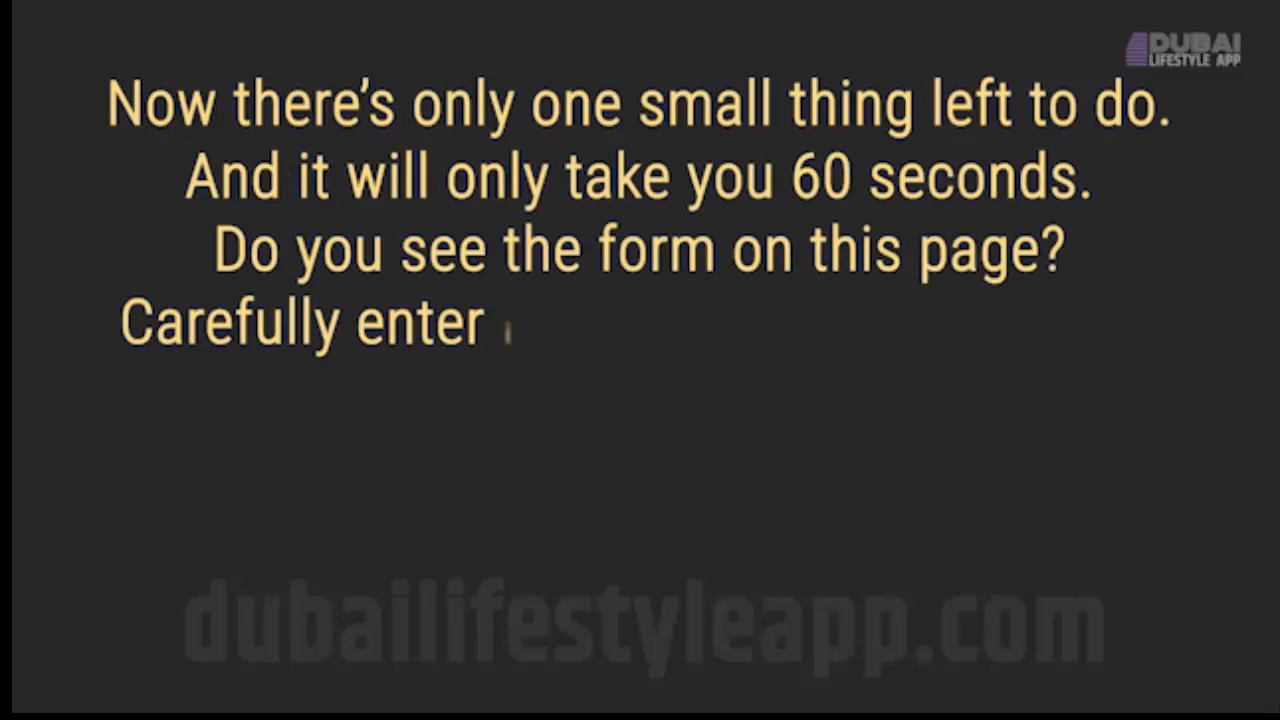 DUBAI
LIFESTYLE APP
Now there's only one small thing left to do.
And it will only take you 60 seconds.
Do you see the form on this page?
Carefully enter
dubailifestyleapp.com